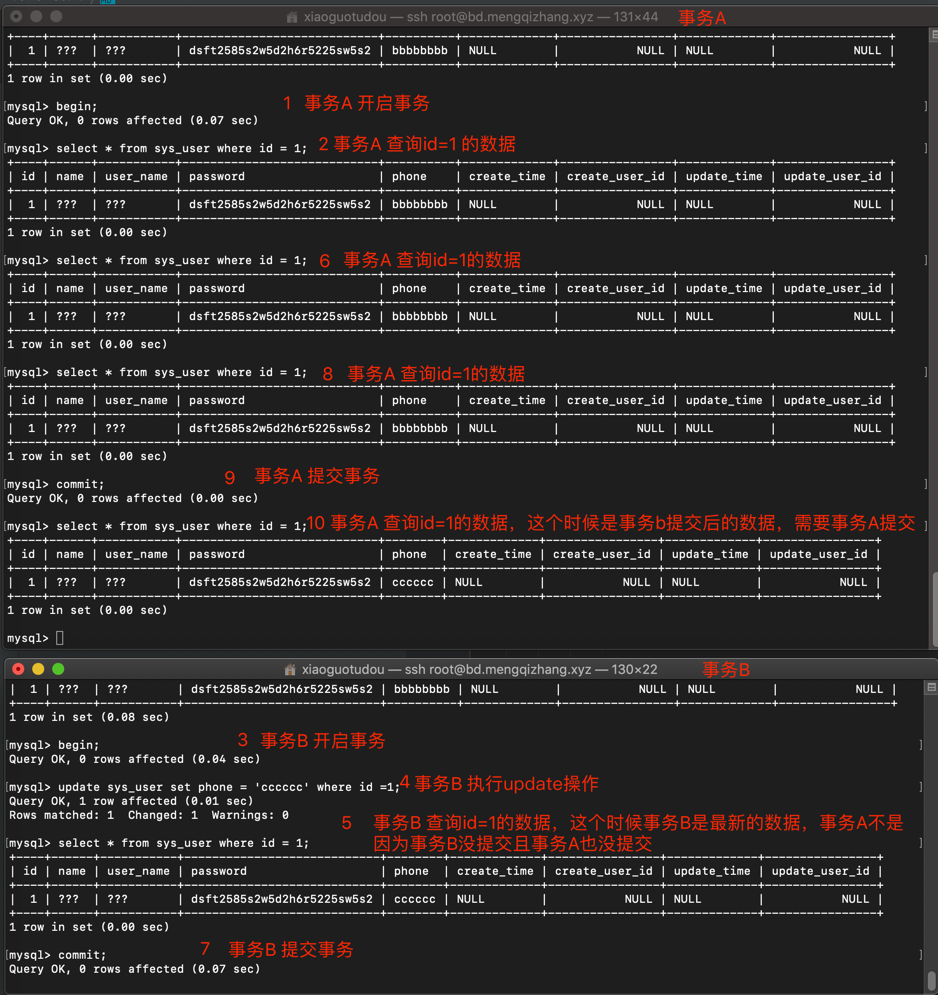 xiaoguotudou — ssh root@bd.mengqizhang.xyz — 131×44 事务A
| 1 | ??? | ??? | dsft2585s2w5d2h6r5225sw5s2 | bbbbbbbb | NULL | NULL | NULL | NULL |
1 row in set (0.00 sec)
[mysql> begin; 1 事务A 开启事务 ]
Query OK, 0 rows affected (0.07 sec)
[mysql> select * from sys_user where id = 1; 2 事务A 查询id=1 的数据 ]
| id | name | user_name | password | phone | create_time | create_user_id | update_time | update_user_id |
| 1 | ??? | ??? | dsft2585s2w5d2h6r5225sw5s2 | bbbbbbbb | NULL | NULL | NULL | NULL |
1 row in set (0.00 sec)
[mysql> select * from sys_user where id = 1; 6 事务A 查询id=1的数据 ]
| id | name | user_name | password | phone | create_time | create_user_id | update_time | update_user_id |
| 1 | ??? | ??? | dsft2585s2w5d2h6r5225sw5s2 | bbbbbbbb | NULL | NULL | NULL | NULL |
1 row in set (0.00 sec)
[mysql> select * from sys_user where id = 1; 8 事务A 查询id=1的数据 ]
| id | name | user_name | password | phone | create_time | create_user_id | update_time | update_user_id |
| 1 | ??? | ??? | dsft2585s2w5d2h6r5225sw5s2 | bbbbbbbb | NULL | NULL | NULL | NULL |
1 row in set (0.00 sec)
[mysql> commit; 9 事务A 提交事务 ]
Query OK, 0 rows affected (0.00 sec)
[mysql> select * from sys_user where id = 1; 10 事务A 查询id=1的数据，这个时候是事务b提交后的数据，需要事务A提交 ]
| id | name | user_name | password | phone | create_time | create_user_id | update_time | update_user_id |
| 1 | ??? | ??? | dsft2585s2w5d2h6r5225sw5s2 | cccccc | NULL | NULL | NULL | NULL |
1 row in set (0.00 sec)
mysql>
xiaoguotudou — ssh root@bd.mengqizhang.xyz — 130×22 事务B
| 1 | ??? | ??? | dsft2585s2w5d2h6r5225sw5s2 | bbbbbbbb | NULL | NULL | NULL | NULL |
1 row in set (0.08 sec)
[mysql> begin; 3 事务B 开启事务 ]
Query OK, 0 rows affected (0.04 sec)
[mysql> update sys_user set phone = 'cccccc' where id =1; 4 事务B 执行update操作 ]
Query OK, 1 row affected (0.01 sec)
Rows matched: 1 Changed: 1 Warnings: 0
5 事务B 查询id=1的数据，这个时候事务B是最新的数据，事务A不是
因为事务B没提交且事务A也没提交
[mysql> select * from sys_user where id = 1; ]
| id | name | user_name | password | phone | create_time | create_user_id | update_time | update_user_id |
| 1 | ??? | ??? | dsft2585s2w5d2h6r5225sw5s2 | cccccc | NULL | NULL | NULL | NULL |
1 row in set (0.00 sec)
[mysql> commit; 7 事务B 提交事务 ]
Query OK, 0 rows affected (0.07 sec)